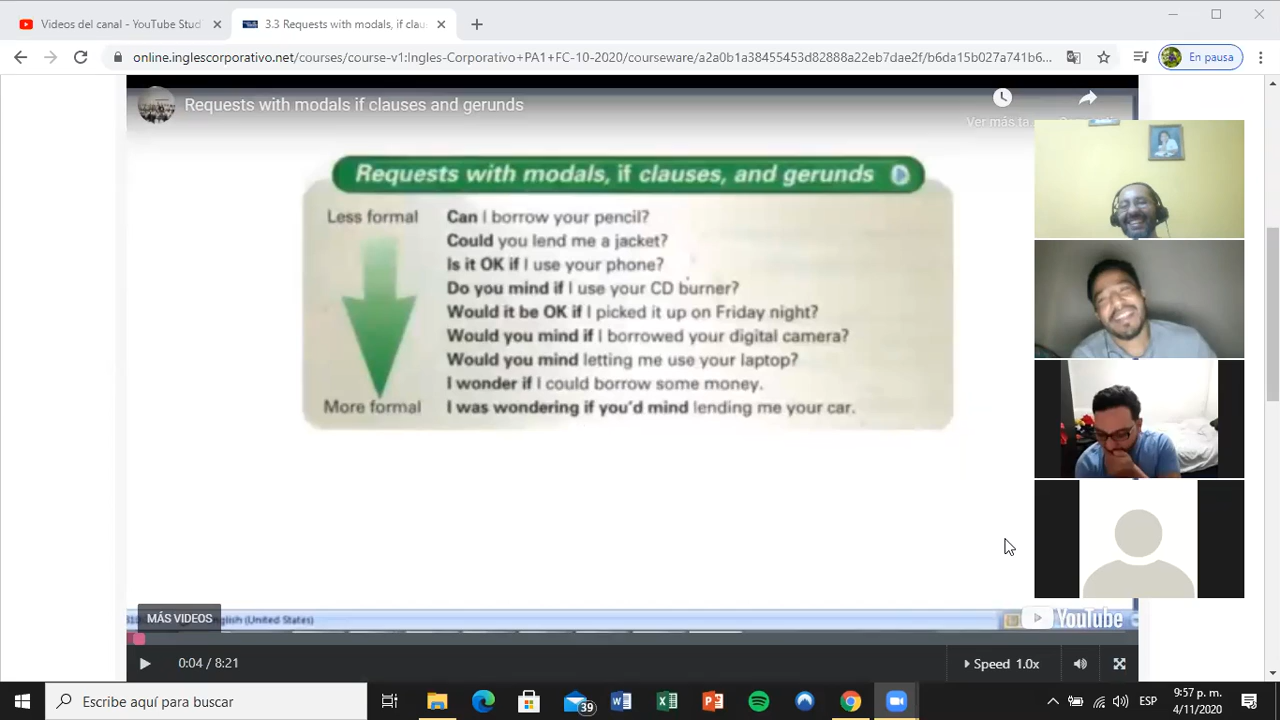 Videos del canal - YouTube Stud
3.3 Requests with modals, if clau
online.inglescorporativo.net/courses/course-v1:Ingles-Corporativo+PA1+FC-10-2020/courseware/a2a0b1a38455453d82888a22eb7dae2f/b6da15b027a741b6...
En pausa
Requests with modals if clauses and gerunds
Ver más ta...
Requests with modals, if clauses, and gerunds
Less formal
Can I borrow your pencil?
Could you lend me a jacket?
Is it OK if I use your phone?
Do you mind if I use your CD burner?
Would it be OK if I picked it up on Friday night?
Would you mind if I borrowed your digital camera?
Would you mind letting me use your laptop?
I wonder if I could borrow some money.
More formal
I was wondering if you'd mind lending me your car.
MÁS VIDEOS
English (United States)
YouTube
0:04 / 8:21
Speed 1.0x
Escribe aquí para buscar
39
ESP
9:57 p. m.
4/11/2020